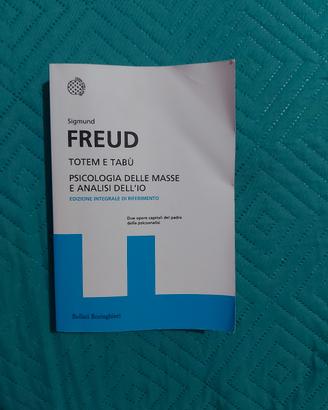 Sigmund
FREUD
TOTEM E TABÙ
PSICOLOGIA DELLE MASSE
E ANALISI DELL'IO
EDIZIONE INTEGRALE DI RIFERIMENTO
Due opere capitali del padre
della psicoanalisi
Bollati Boringhieri